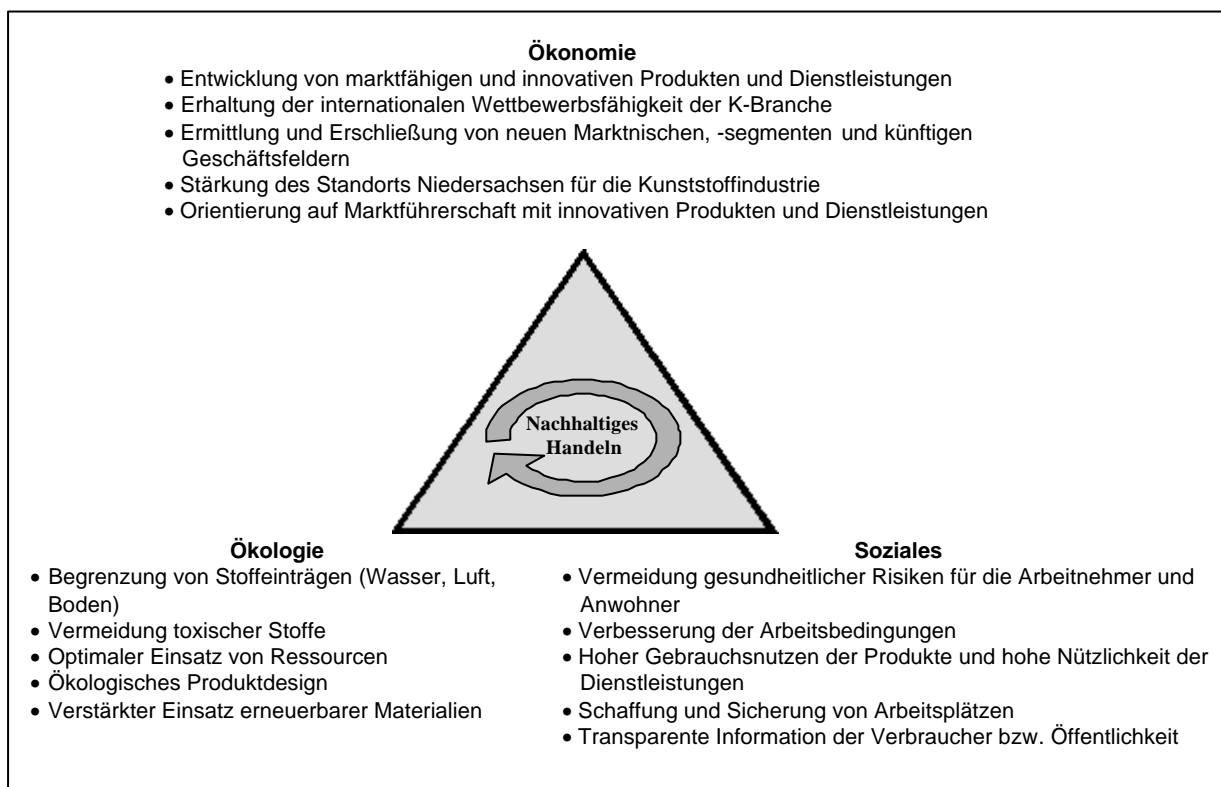 Ökonomie
• Entwicklung von marktfähigen und innovativen Produkten und Dienstleistungen
• Erhaltung der internationalen Wettbewerbsfähigkeit der K-Branche
• Ermittlung und Erschließung von neuen Marktnischen, -segmenten und künftigen
Geschäftsfeldern
• Stärkung des Standorts Niedersachsen für die Kunststoffindustrie
• Orientierung auf Marktführerschaft mit innovativen Produkten und Dienstleistungen
Nachhaltiges
Handeln
Ökologie
• Begrenzung von Stoffeinträgen (Wasser, Luft,
Boden)
• Vermeidung toxischer Stoffe
• Optimaler Einsatz von Ressourcen
• Ökologisches Produktdesign
• Verstärkter Einsatz erneuerbarer Materialien
Soziales
• Vermeidung gesundheitlicher Risiken für die Arbeitnehmer und
Anwohner
• Verbesserung der Arbeitsbedingungen
• Hoher Gebrauchsnutzen der Produkte und hohe Nützlichkeit der
Dienstleistungen
• Schaffung und Sicherung von Arbeitsplätzen
• Transparente Information der Verbraucher bzw. Öffentlichkeit